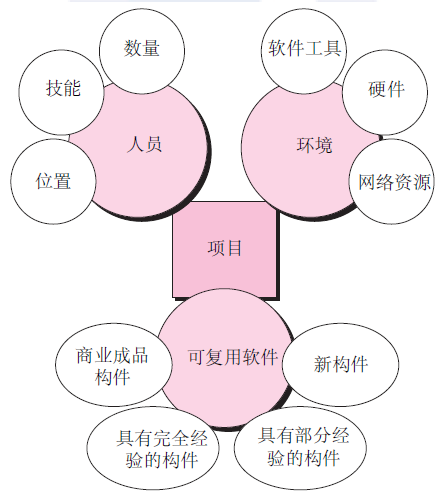 数量
软件工具
技能
硬件
人员
环境
位置
网络资源
项目
商业成品
构件
可复用软件
新构件
具有完全经
验的构件
具有部分经
验的构件